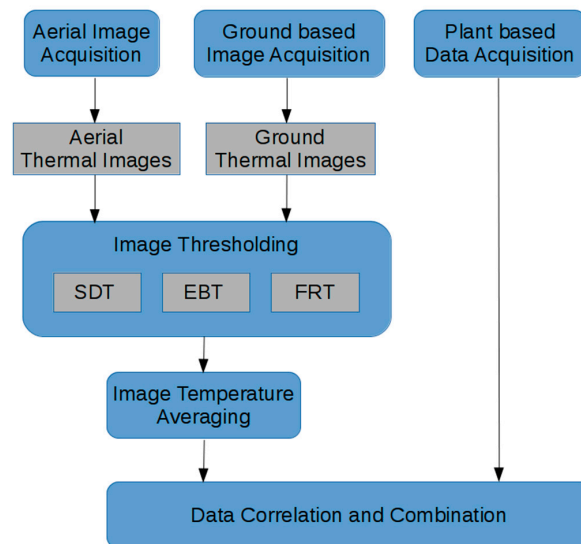 Aerial Image
Acquisition
Ground based
Image Acquisition
Plant based
Data Acquisition
Aerial
Thermal Images
Ground
Thermal Images
Image Thresholding
SDT
EBT
FRT
Image Temperature
Averaging
Data Correlation and Combination